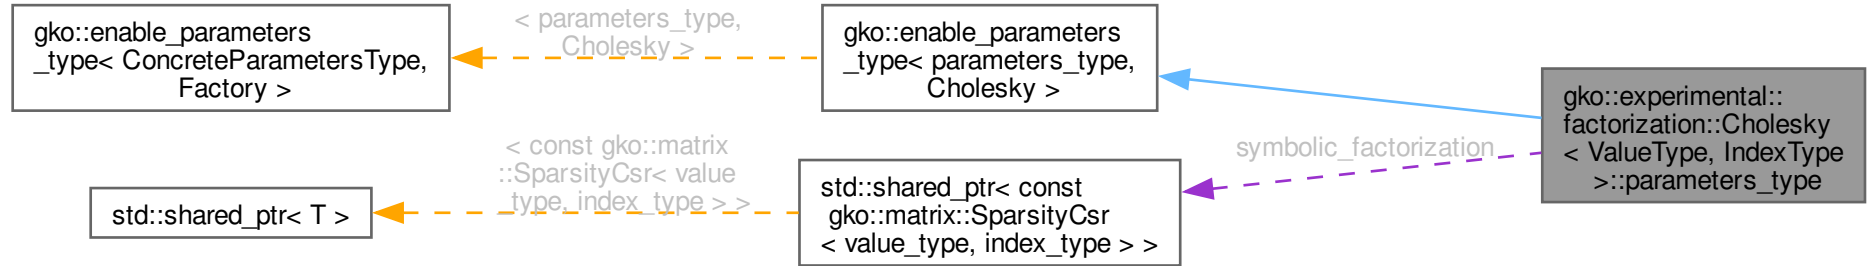 gko::enable_parameters
_type< ConcreteParametersType,
Factory >
< parameters_type,
Cholesky >
gko::enable_parameters
_type< parameters_type,
Cholesky >
gko::experimental::
factorization::Cholesky
< ValueType, IndexType
>::parameters_type
symbolic_factorization
std::shared_ptr< T >
< const gko::matrix
::SparsityCsr< value
_type, index_type > >
std::shared_ptr< const
gko::matrix::SparsityCsr
< value_type, index_type > >